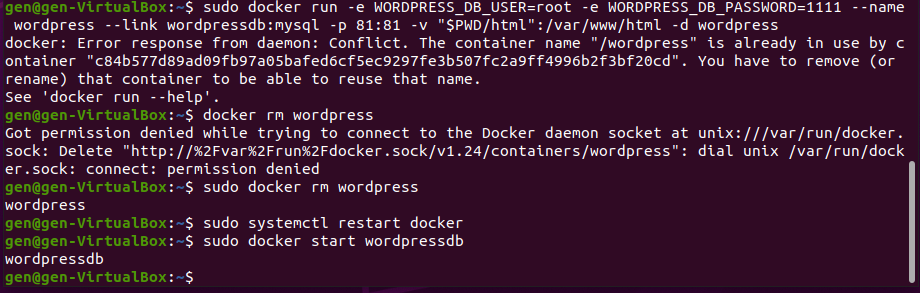 gen@gen-VirtualBox:~$ sudo docker run -e WORDPRESS_DB_USER=root -e WORDPRESS_DB_PASSWORD=1111 --name
 wordpress --link wordpressdb:mysql -p 81:81 -v "$PWD/html":/var/www/html -d wordpress
docker: Error response from daemon: Conflict. The container name "/wordpress" is already in use by c
ontainer "c84b577d89ad09fb97a05bafed6cf5ec9297fe3b507fc2a9ff4996b2f3bf20cd". You have to remove (or
rename) that container to be able to reuse that name.
See 'docker run --help'.
gen@gen-VirtualBox:~$ docker rm wordpress
Got permission denied while trying to connect to the Docker daemon socket at unix:///var/run/docker.
sock: Delete "http://%2Fvar%2Frun%2Fdocker.sock/v1.24/containers/wordpress": dial unix /var/run/dock
er.sock: connect: permission denied
gen@gen-VirtualBox:~$ sudo docker rm wordpress
wordpress
gen@gen-VirtualBox:~$ sudo systemctl restart docker
gen@gen-VirtualBox:~$ sudo docker start wordpressdb
wordpressdb
gen@gen-VirtualBox:~$